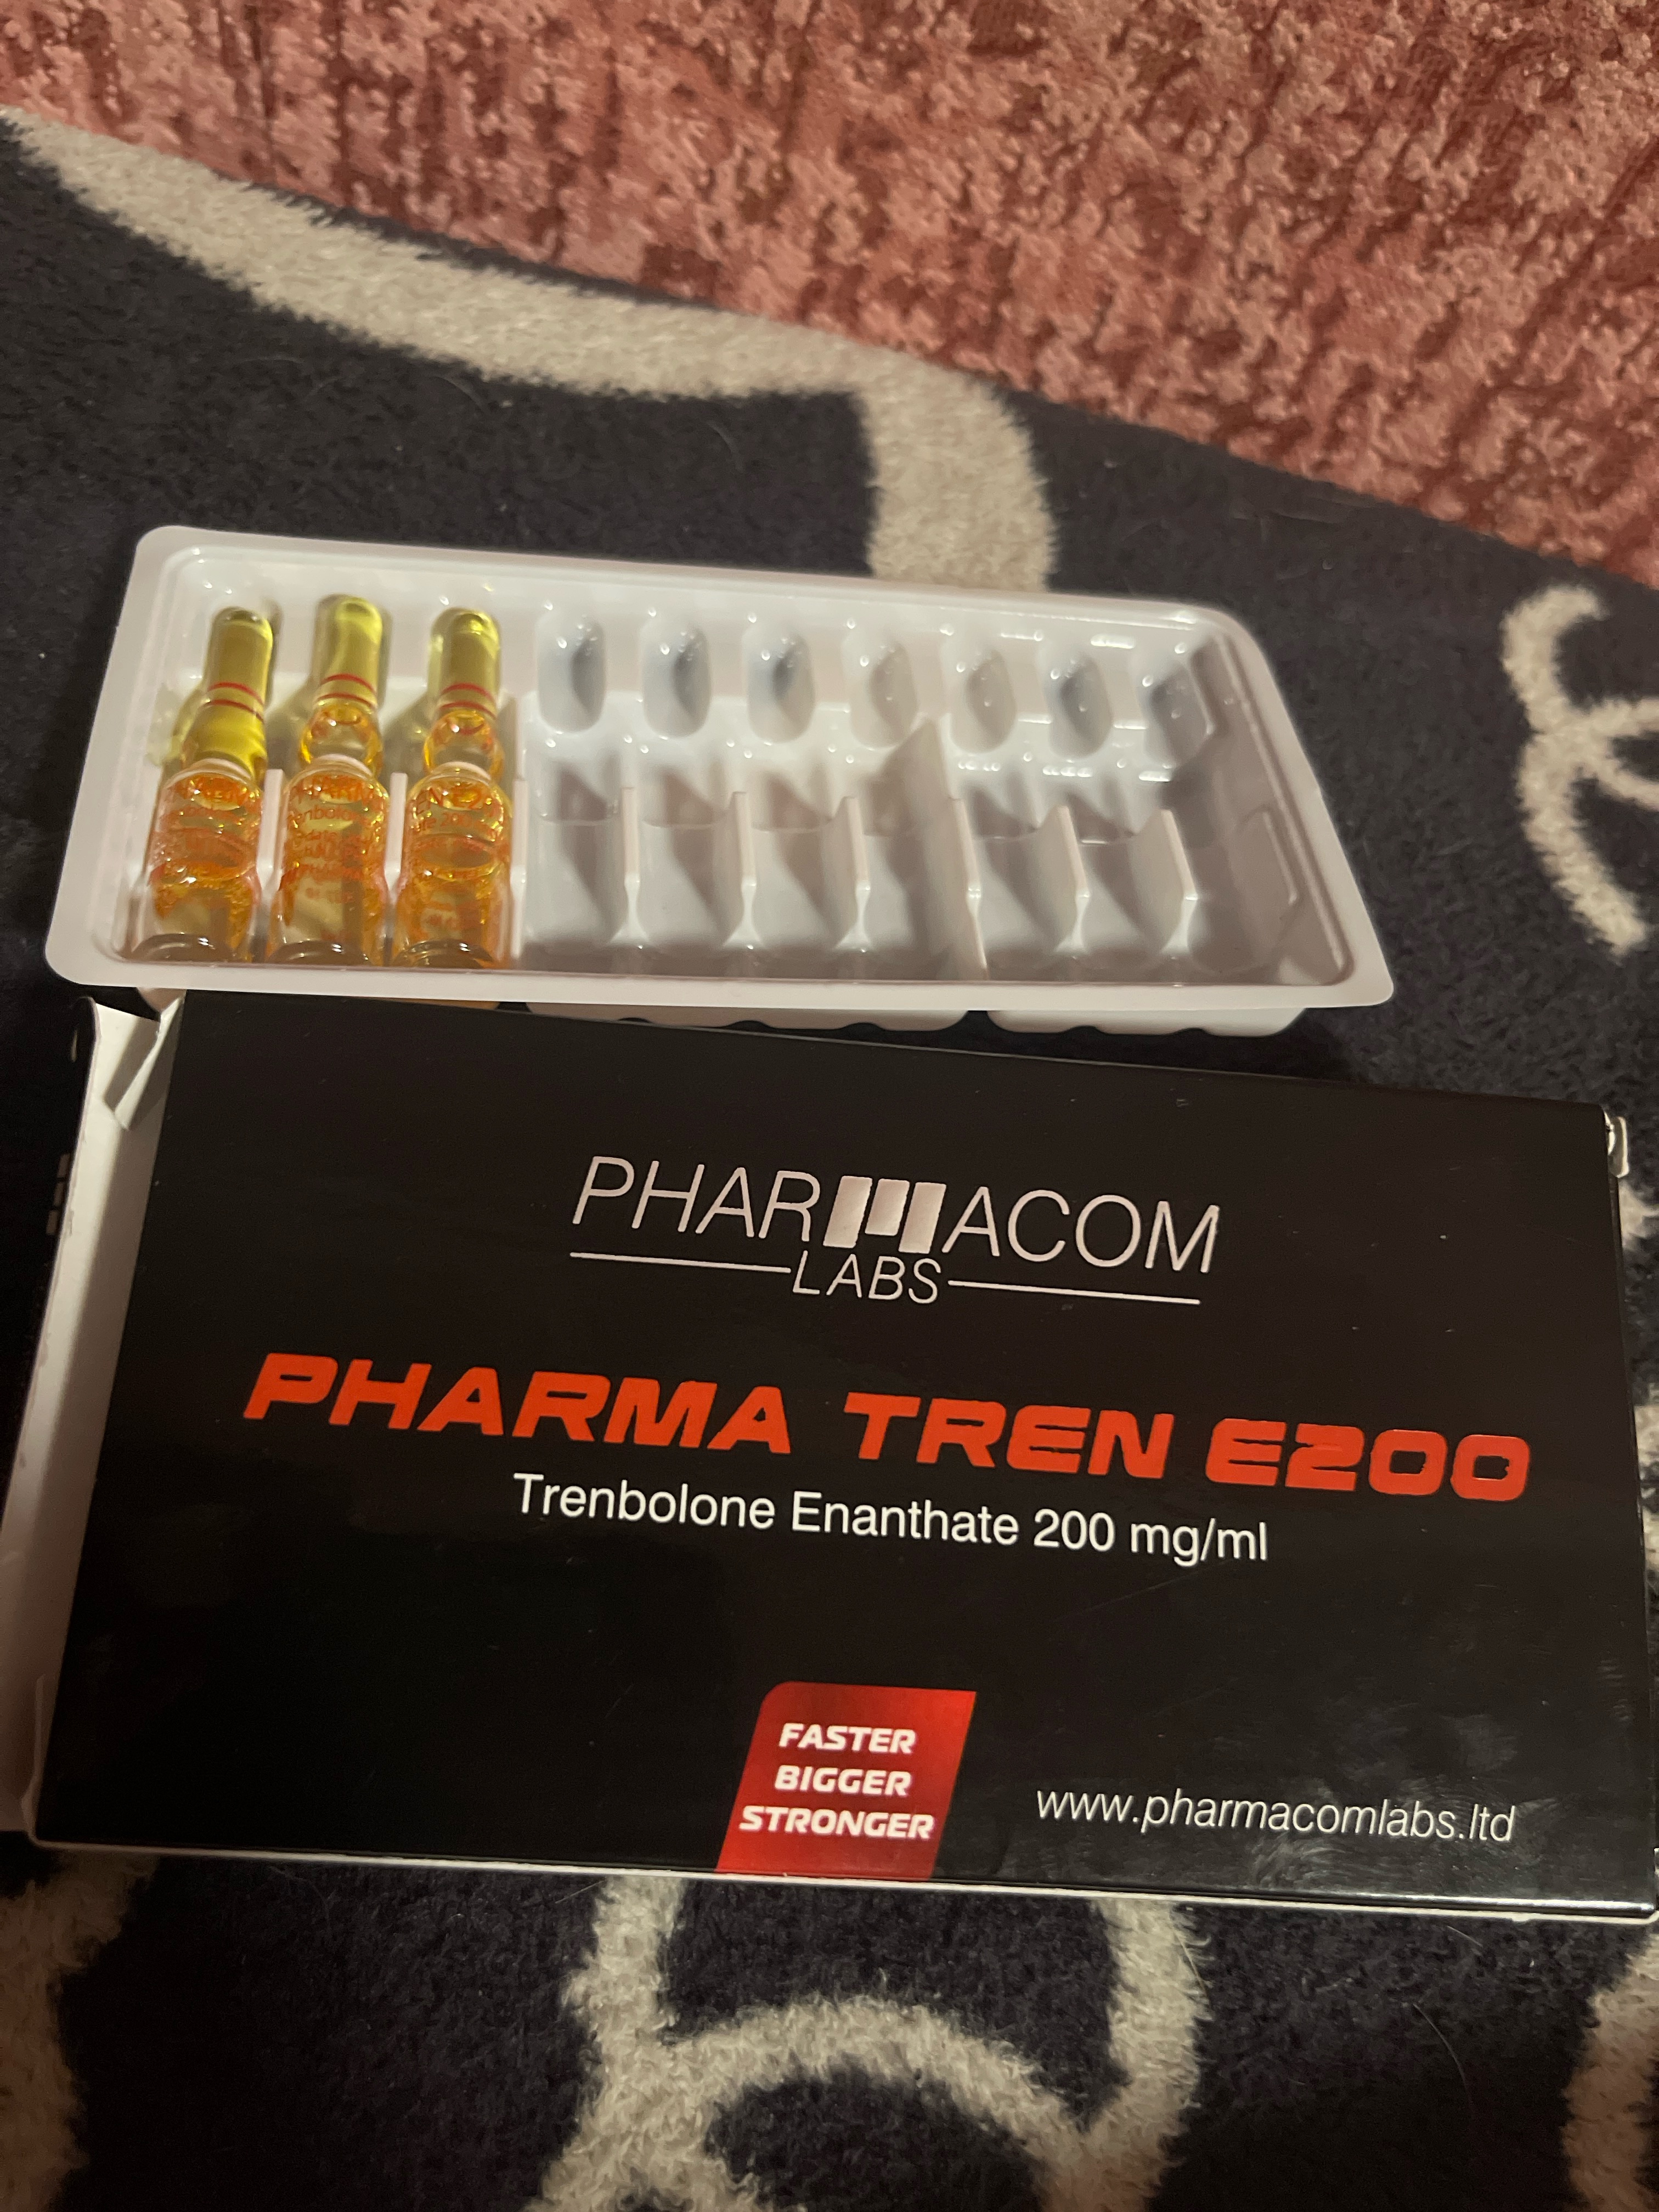 PHARMACOM
LABS
PHARMA TREN E200
Trenbolone Enanthate 200 mg/ml
FASTER
BIGGER
STRONGER
www.pharmacomlabs.ltd